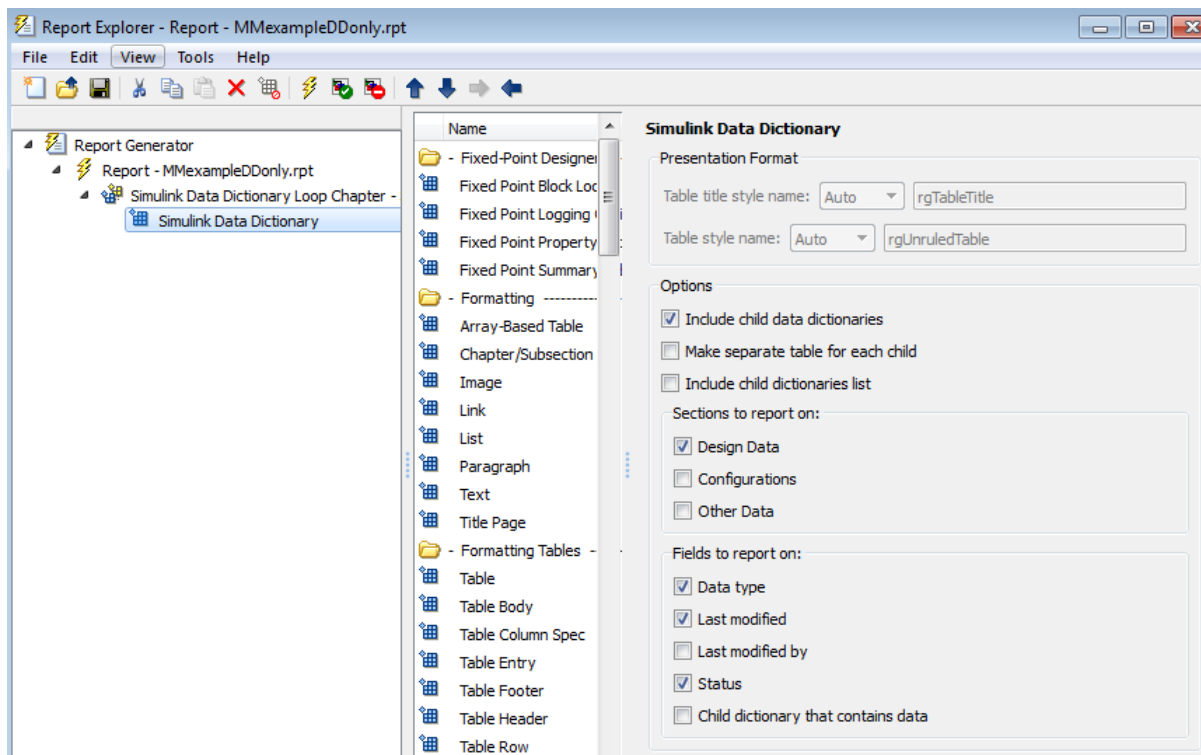 Report Explorer - Report - MMexampleDDonly.rpt
File Edit View Tools Help
Report Generator
Report - MMexampleDDonly.rpt
Simulink Data Dictionary Loop Chapter -
Simulink Data Dictionary
Name
- Fixed-Point Designer -
Fixed Point Block Loo
Fixed Point Logging
Fixed Point Property
Fixed Point Summary
- Formatting ----------
Array-Based Table
Chapter/Subsection
Image
Link
List
Paragraph
Text
Title Page
- Formatting Tables -
Table
Table Body
Table Column Spec
Table Entry
Table Footer
Table Header
Table Row
Simulink Data Dictionary
Presentation Format
Table title style name: Auto rgTableTitle
Table style name: Auto rgUnruledTable
Options
Include child data dictionaries
Make separate table for each child
Include child dictionaries list
Sections to report on:
Design Data
Configurations
Other Data
Fields to report on:
Data type
Last modified
Last modified by
Status
Child dictionary that contains data